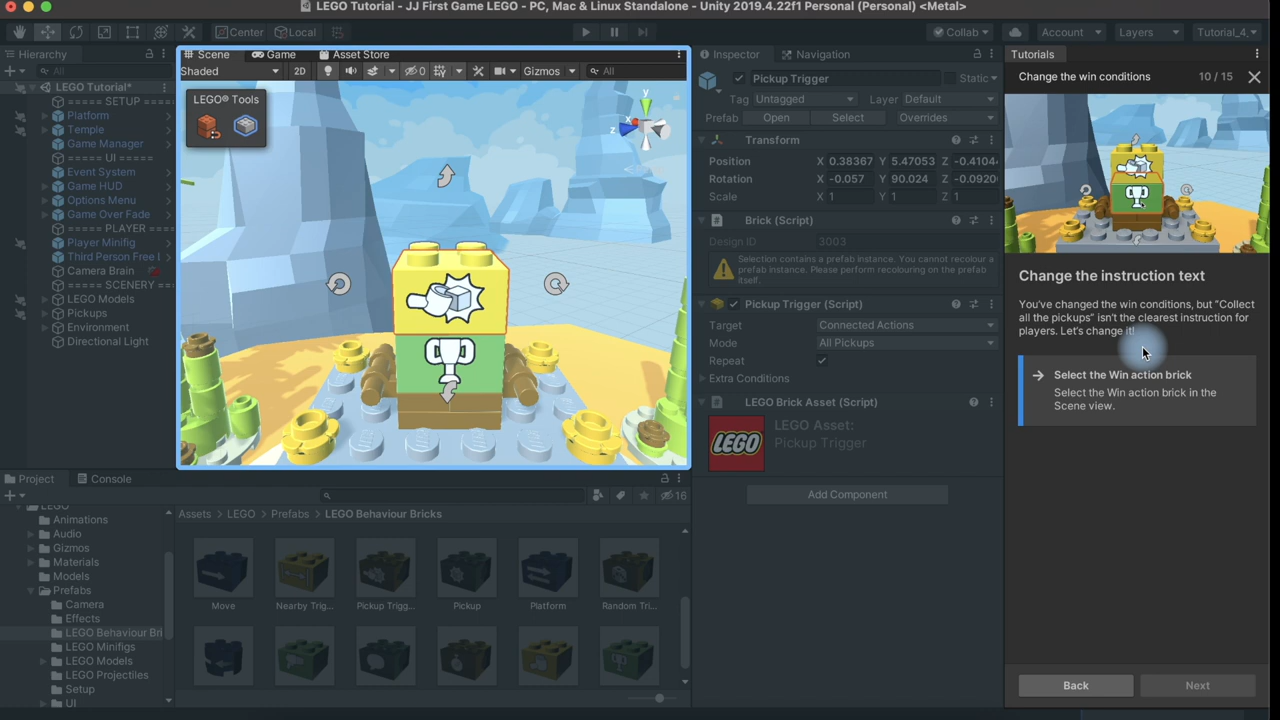 LEGO Tutorial - JJ First Game LEGO - PC, Mac & Linux Standalone - Unity 2019.4.22f1 Personal (Personal) <Metal>
Center Local Collab Account Layers Tutorial_4.
Hierarchy
All
LEGO Tutorial*
===== SETUP =====
Platform
Temple
Game Manager
===== UI =====
Event System
Game HUD
Options Menu
Game Over Fade
===== PLAYER ====
Player Minifig
Third Person Free L
Camera Brain
===== SCENERY ===
LEGO Models
Pickups
Environment
Directional Light
Scene Game Asset Store
Shaded 2D 0 Gizmos All
LEGO® Tools
y
x
z
Inspector Navigation
Pickup Trigger Static
Tag Untagged Layer Default
Prefab Open Select Overrides
Transform
Position X 0.38367 Y 5.47053 Z -0.4104
Rotation X -0.057 Y 90.024 Z -0.0920
Scale X 1 Y 1 Z 1
Brick (Script)
Design ID 3003
Selection contains a prefab instance. You cannot recolour a
prefab instance. Please perform recolouring on the prefab
itself.
Pickup Trigger (Script)
Target Connected Actions
Mode All Pickups
Repeat
Extra Conditions
LEGO Brick Asset (Script)
LEGO
LEGO Asset:
Pickup Trigger
Add Component
Tutorials
Change the win conditions 10 / 15
Change the instruction text
You've changed the win conditions, but "Collect
all the pickups" isn't the clearest instruction for
players. Let's change it!
Select the Win action brick
Select the Win action brick in the
Scene view.
Back Next
Project Console
16
LEGO
Animations
Audio
Gizmos
Materials
Models
Prefabs
Camera
Effects
LEGO Behaviour Bri
LEGO Minifigs
LEGO Models
LEGO Projectiles
Setup
UI
Assets > LEGO > Prefabs > LEGO Behaviour Bricks
Move Nearby Trig... Pickup Trigg... Pickup Platform Random Tri...